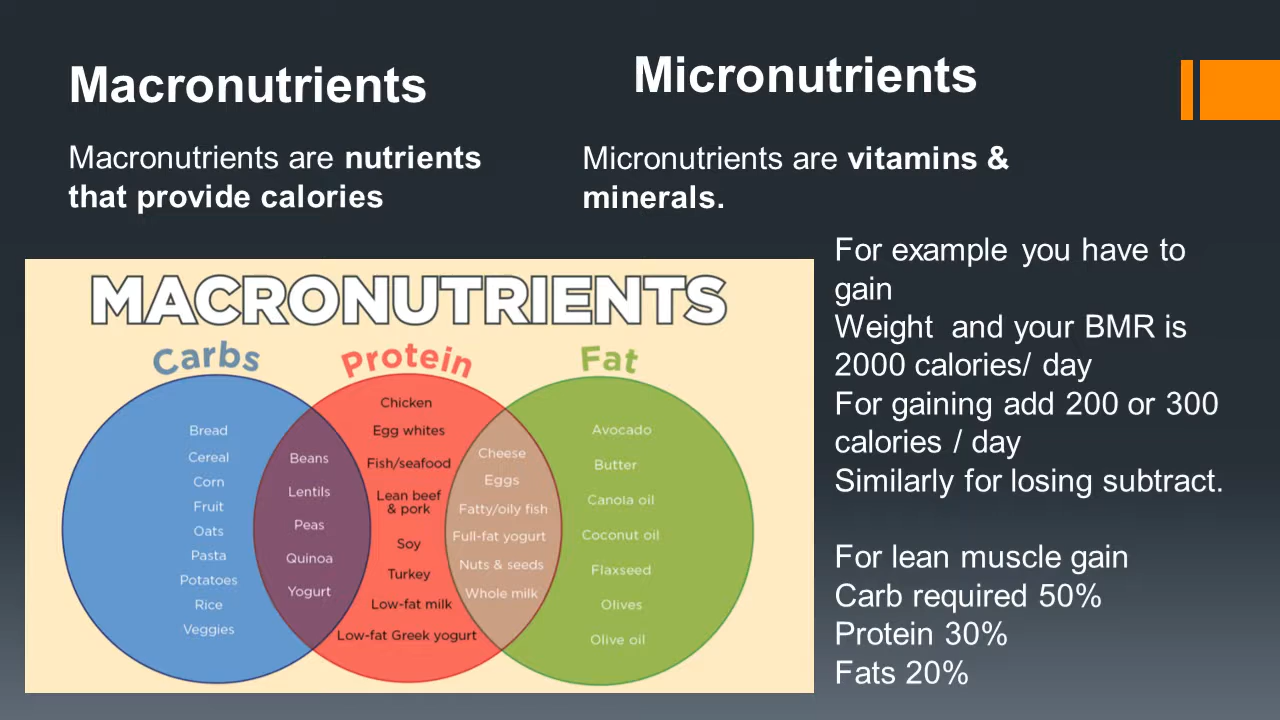 Macronutrients
Macronutrients are nutrients
that provide calories
Micronutrients
Micronutrients are vitamins &
minerals.
MACRONUTRIENTS
Carbs
Bread
Cereal
Corn
Fruit
Oats
Pasta
Potatoes
Rice
Veggies
Beans
Lentils
Peas
Quinoa
Yogurt
Protein
Chicken
Egg whites
Fish/seafood
Lean beef
& pork
Soy
Turkey
Low-fat milk
Low-fat Greek yogurt
Cheese
Eggs
Fatty/oily fish
Full-fat yogurt
Nuts & seeds
Whole milk
Fat
Avocado
Butter
Canola oil
Coconut oil
Flaxseed
Olives
Olive oil
For example you have to
gain
Weight and your BMR is
2000 calories/ day
For gaining add 200 or 300
calories / day
Similarly for losing subtract.
For lean muscle gain
Carb required 50%
Protein 30%
Fats 20%